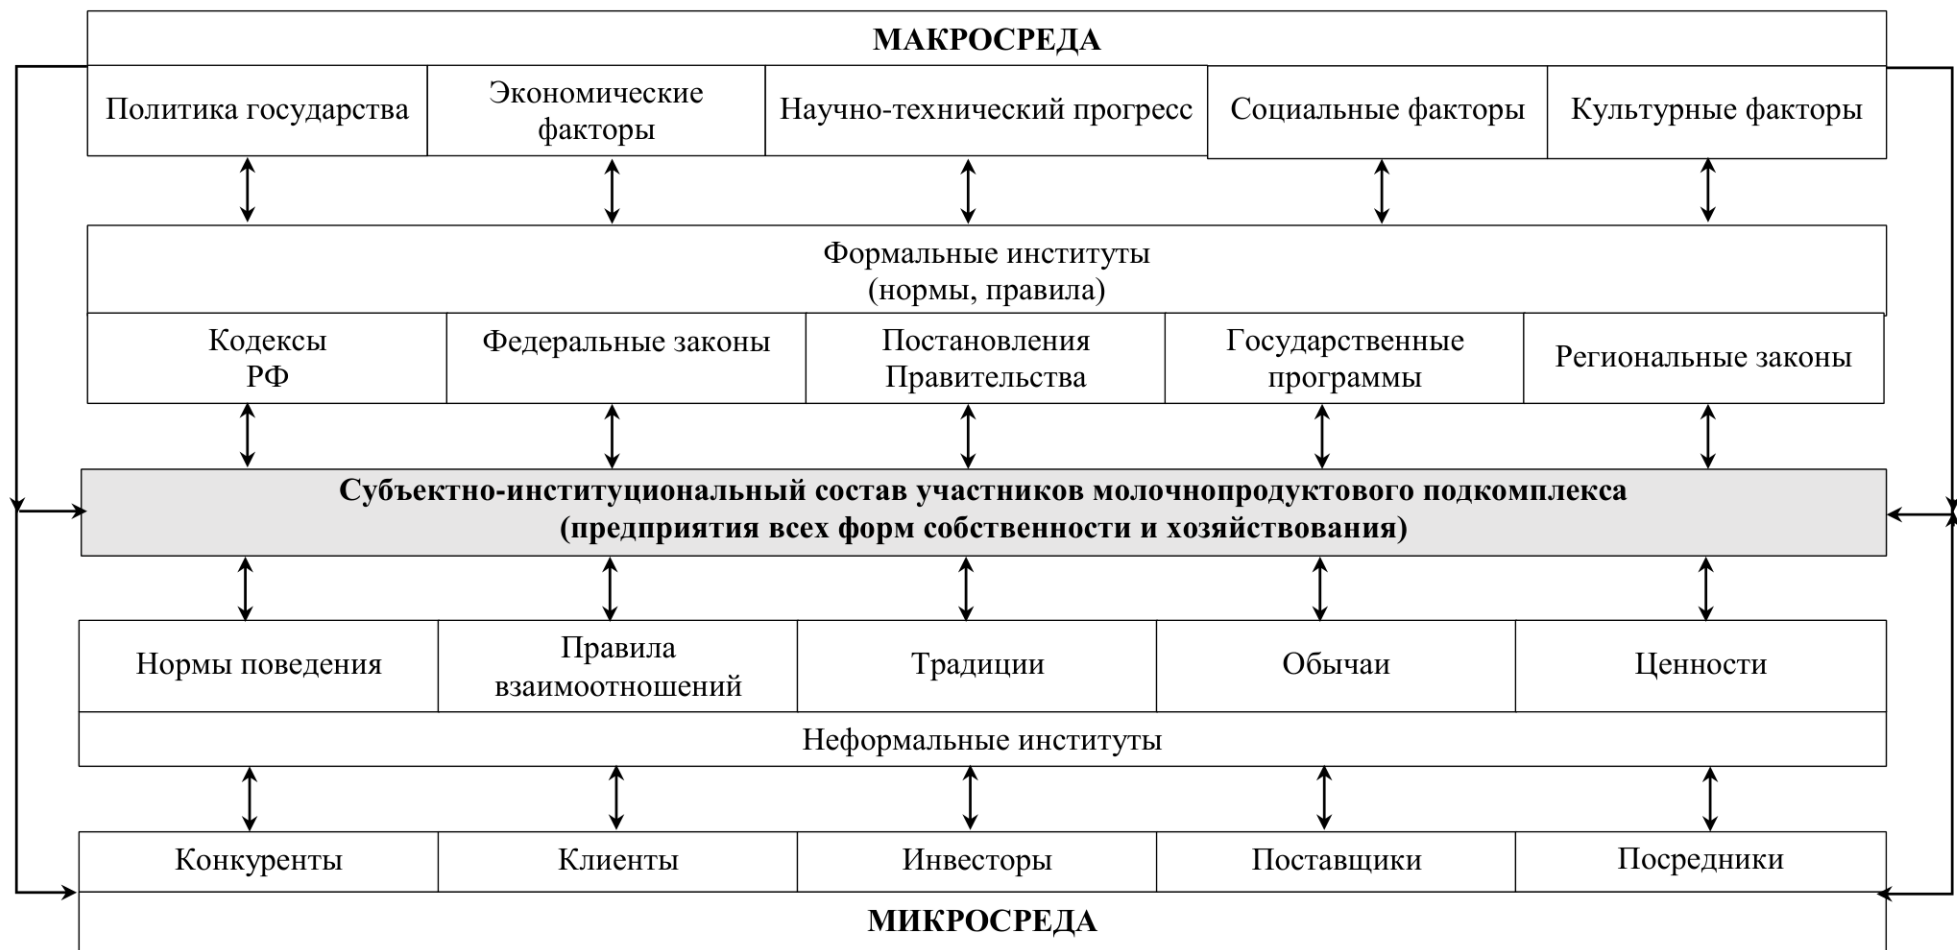 МАКРОСРЕДА
Политика государства
Экономические
факторы
Научно-технический прогресс
Социальные факторы
Культурные факторы
Формальные институты
(нормы, правила)
Кодексы
РФ
Федеральные законы
Постановления
Правительства
Государственные
программы
Региональные законы
Субъектно-институциональный состав участников молочнопродуктового подкомплекса
(предприятия всех форм собственности и хозяйствования)
Нормы поведения
Правила
взаимоотношений
Традиции
Обычаи
Ценности
Неформальные институты
Конкуренты
Клиенты
Инвесторы
Поставщики
Посредники
МИКРОСРЕДА